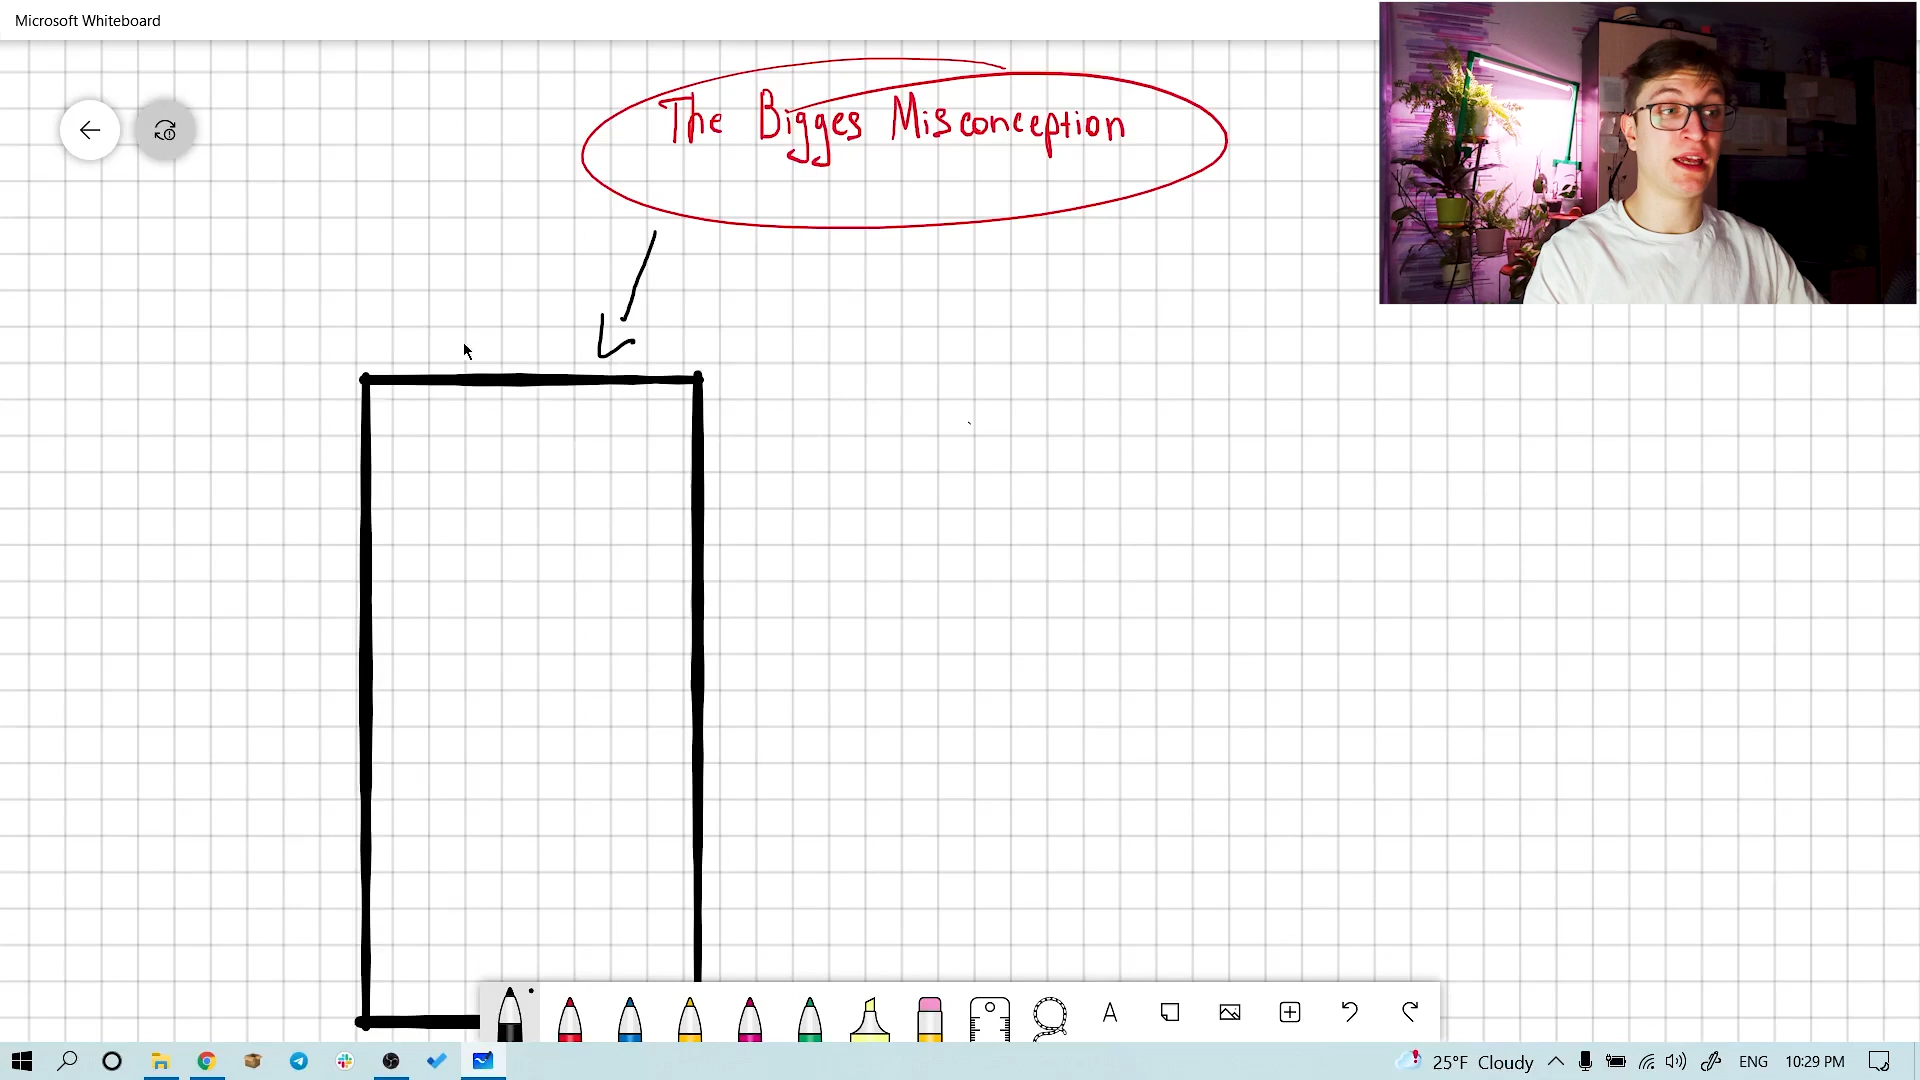 Microsoft Whiteboard
The Bigges Misconception
A
25°F Cloudy
ENG
10:29 PM